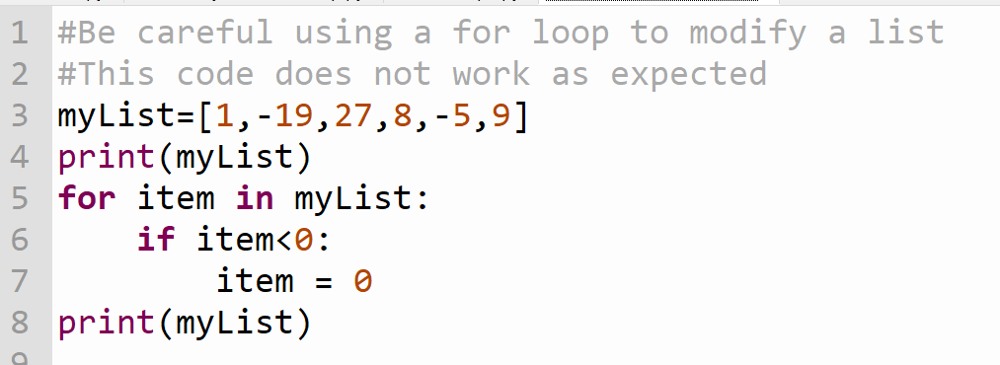 1 #Be careful using a for loop to modify a list
2 #This code does not work as expected
3 myList=[1,-19,27,8,-5,9]
4 print(myList)
5 for item in myList:
6     if item<0:
7         item = 0
8 print(myList)
9